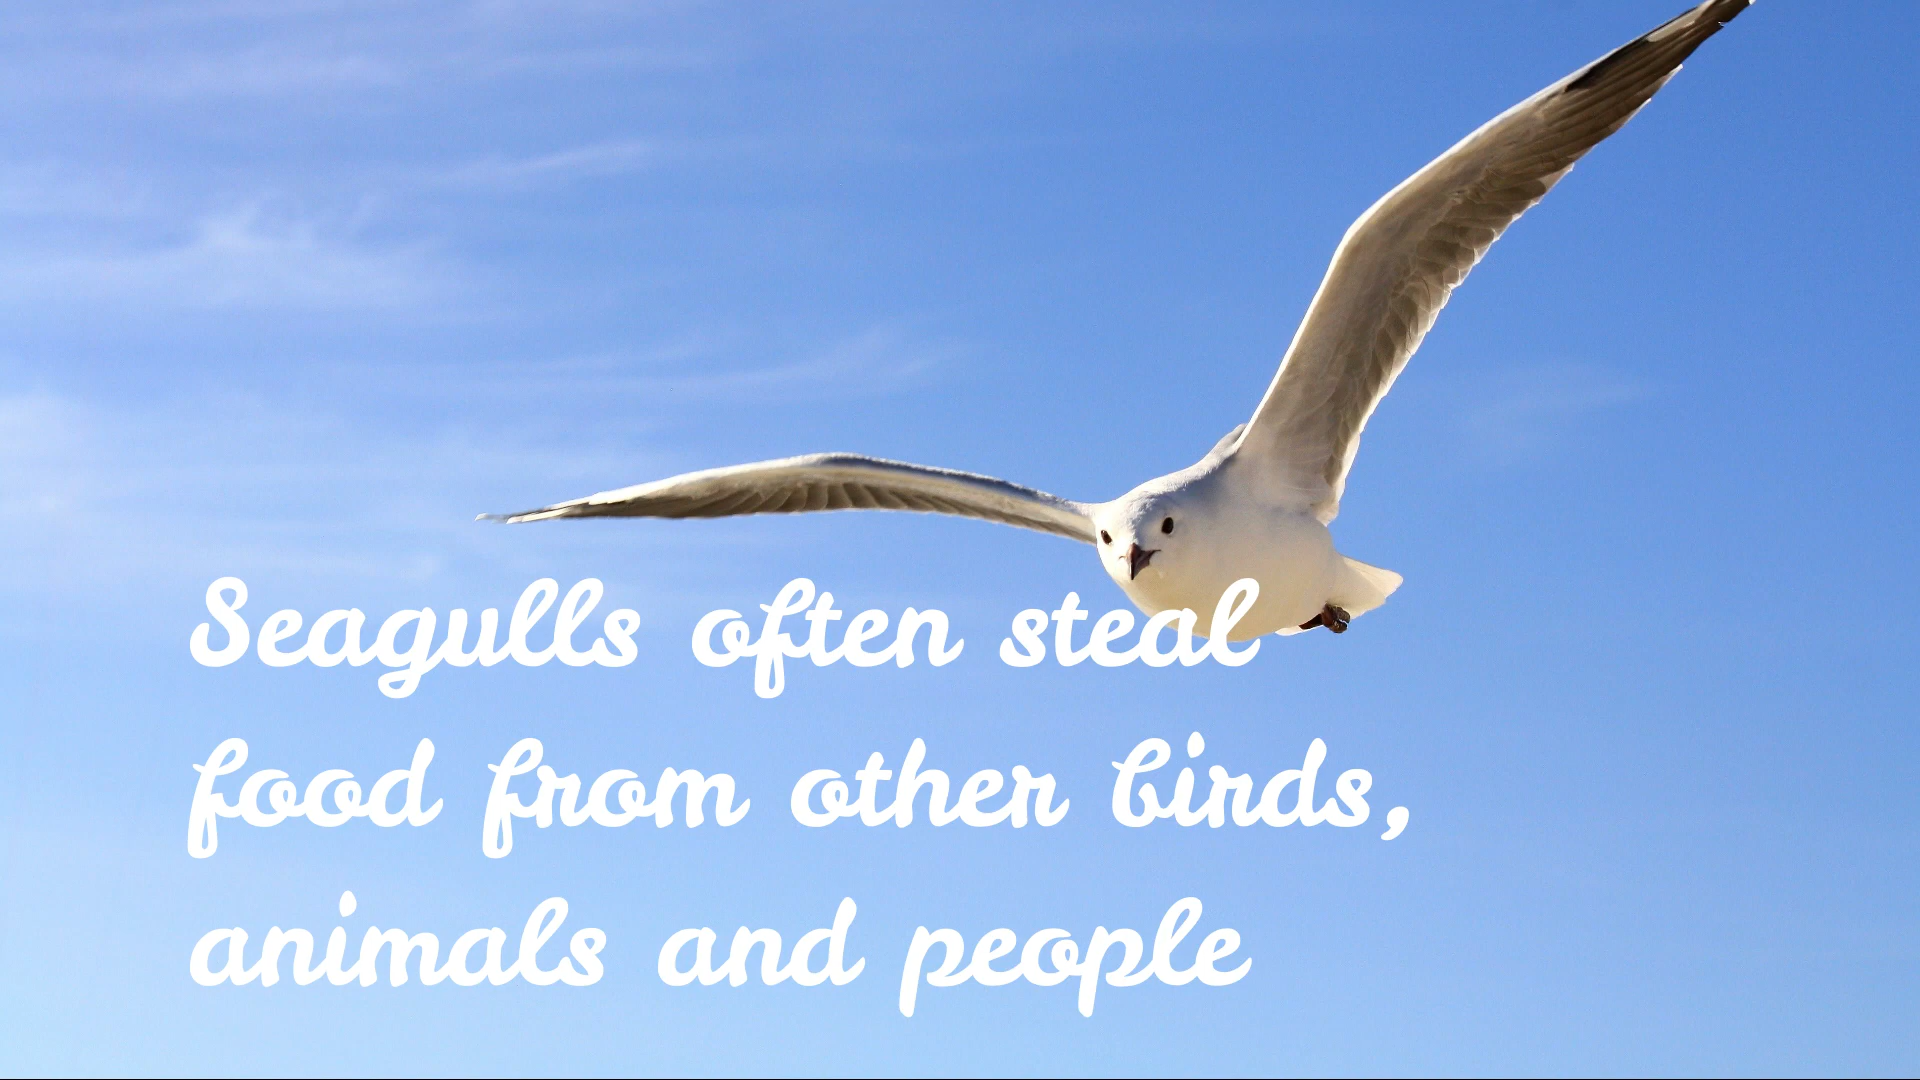 Seagulls often steal
food from other birds,
animals and people